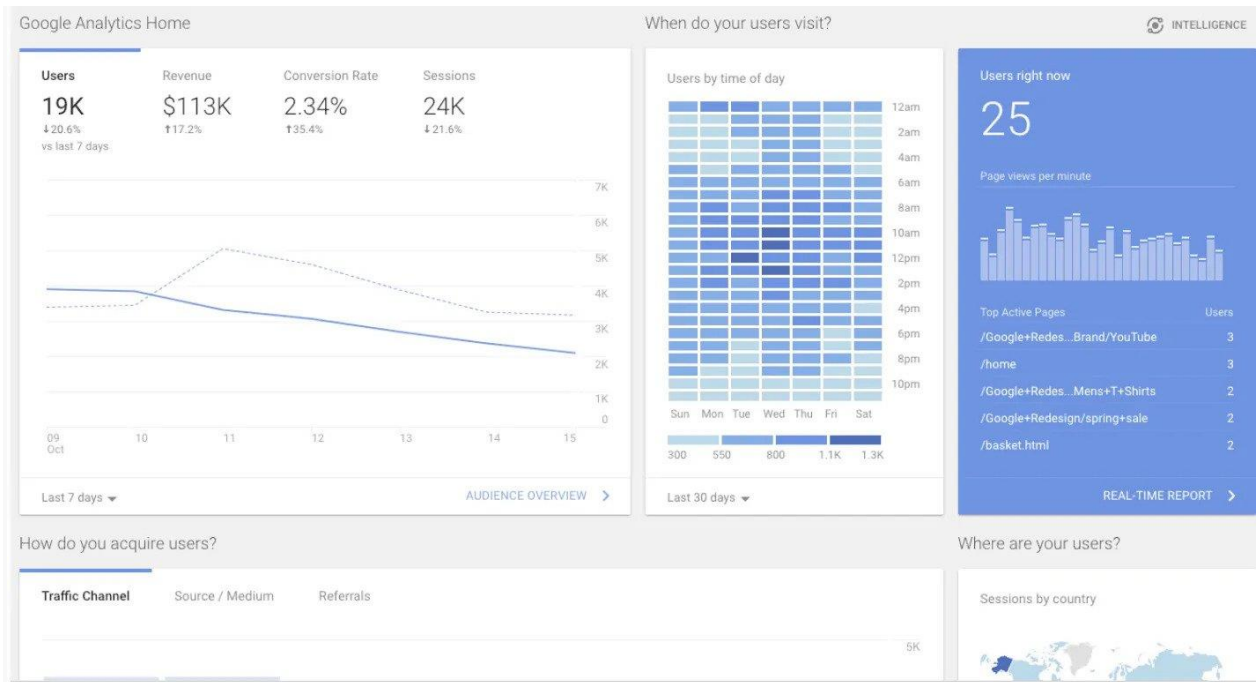 Google Analytics Home
When do your users visit?
INTELLIGENCE
Users Revenue Conversion Rate Sessions
19K $113K 2.34% 24K
↓20.6% ↑17.2% ↑35.4% ↓21.6%
vs last 7 days
7K
6K
5K
4K
3K
2K
1K
0
09 10 11 12 13 14 15
Oct
Last 7 days
AUDIENCE OVERVIEW
Users by time of day
12am
2am
4am
6am
8am
10am
12pm
2pm
4pm
6pm
8pm
10pm
Sun Mon Tue Wed Thu Fri Sat
300 550 800 1.1K 1.3K
Last 30 days
Users right now
25
Page views per minute
Top Active Pages Users
/Google+Redes...Brand/YouTube 3
/home 3
/Google+Redes...Mens+T+Shirts 2
/Google+Redesign/spring+sale 2
/basket.html 2
REAL-TIME REPORT
How do you acquire users?
Traffic Channel Source / Medium Referrals
5K
Where are your users?
Sessions by country